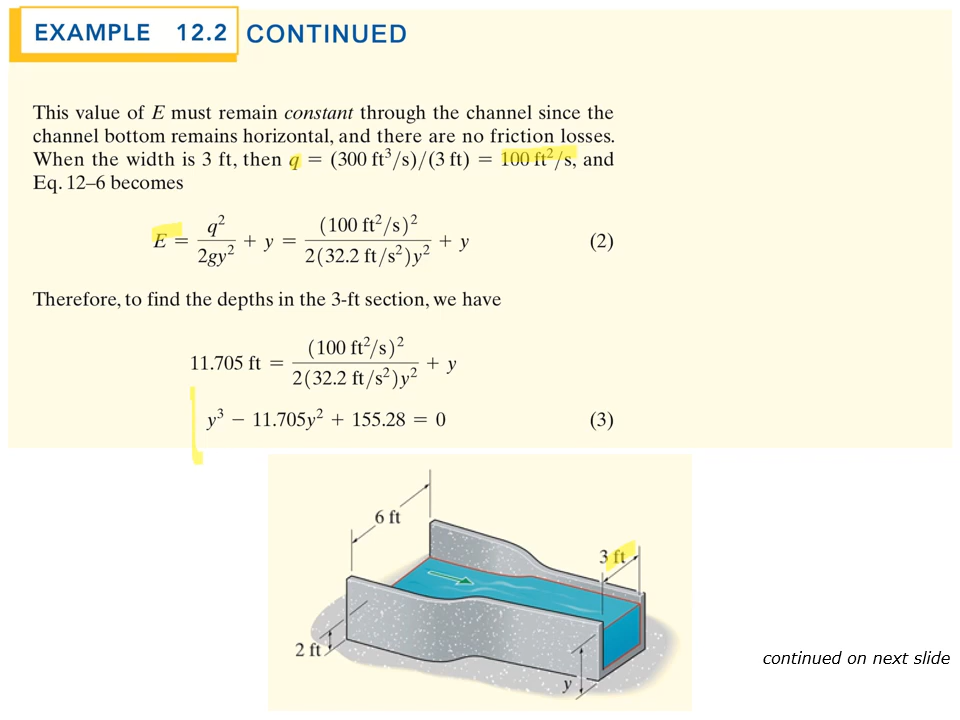 EXAMPLE 12.2 CONTINUED
This value of E must remain constant through the channel since the
channel bottom remains horizontal, and there are no friction losses.
When the width is 3 ft, then q = (300 ft³/s)/(3 ft) = 100 ft²/s, and
Eq. 12–6 becomes
E = q²/2gy² + y = (100 ft²/s)²/2(32.2 ft/s²)y² + y (2)
Therefore, to find the depths in the 3-ft section, we have
11.705 ft = (100 ft²/s)²/2(32.2 ft/s²)y² + y
y³ − 11.705y² + 155.28 = 0 (3)
6 ft
3 ft
2 ft
y
continued on next slide